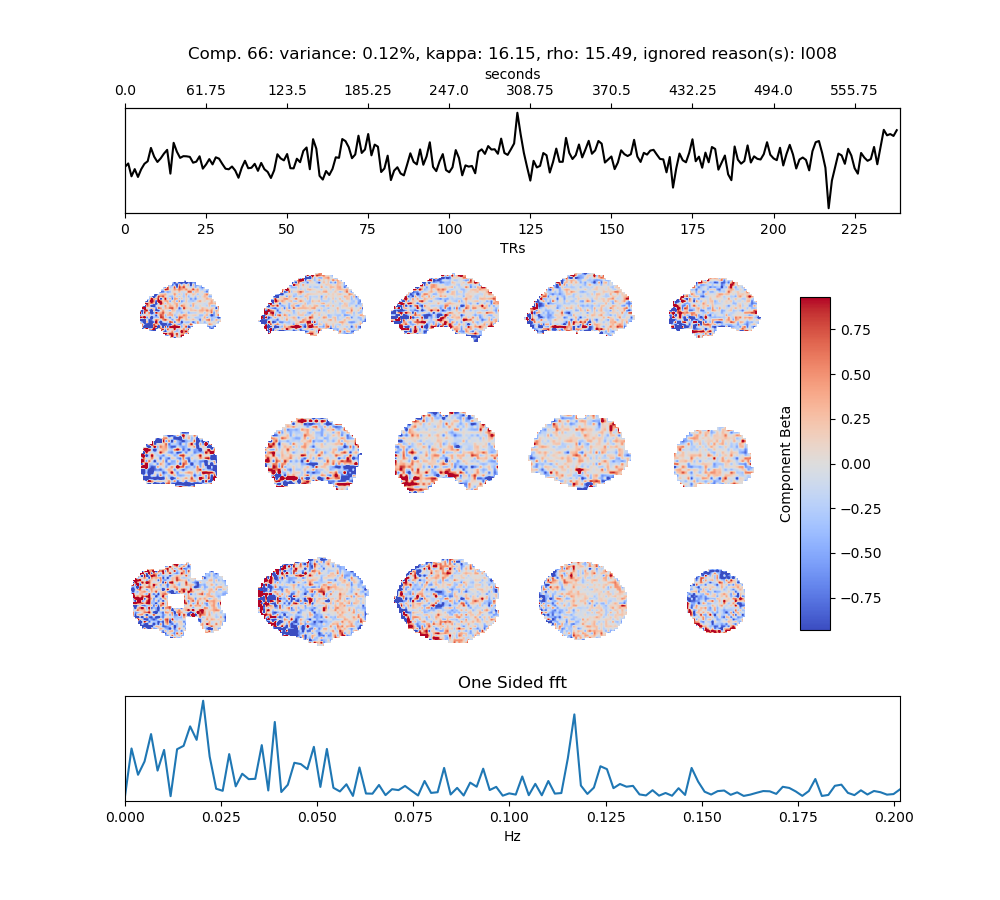 Comp. 66: variance: 0.12%, kappa: 16.15, rho: 15.49, ignored reason(s): I008
seconds
0.0 61.75 123.5 185.25 247.0 308.75 370.5 432.25 494.0 555.75
0 25 50 75 100 125 150 175 200 225
TRs
0.75
0.50
0.25
0.00
−0.25
−0.50
−0.75
Component Beta
One Sided fft
0.000 0.025 0.050 0.075 0.100 0.125 0.150 0.175 0.200
Hz